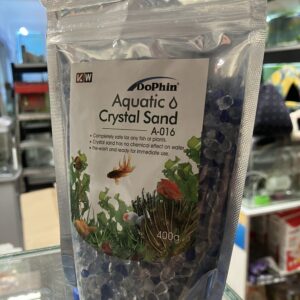 KW
DoPhin
Aquatic
Crystal Sand
A-016
• Completely safe for any fish or plants.
• Crystal sand has no chemical effect on water.
• Pre-wash and ready for immediate use.
400g